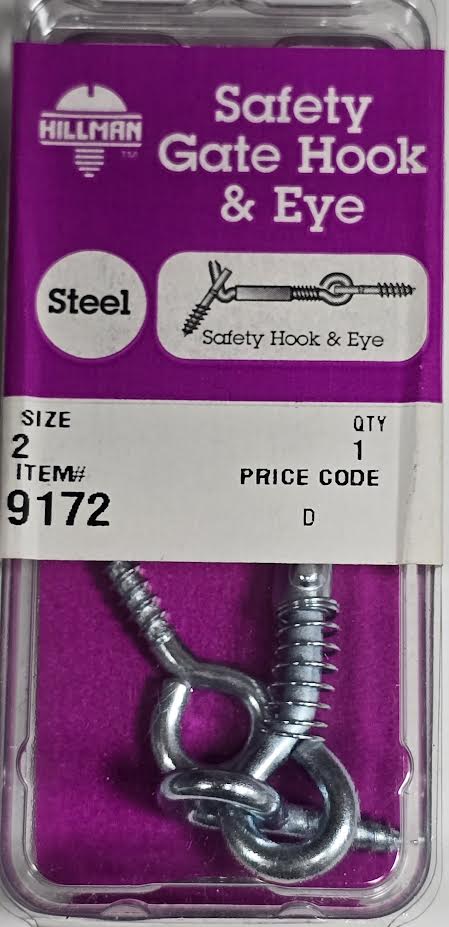 HILLMAN
TM
Safety
Gate Hook
& Eye
Steel
Safety Hook & Eye
SIZE
2
QTY
1
ITEM#
9172
PRICE CODE
D